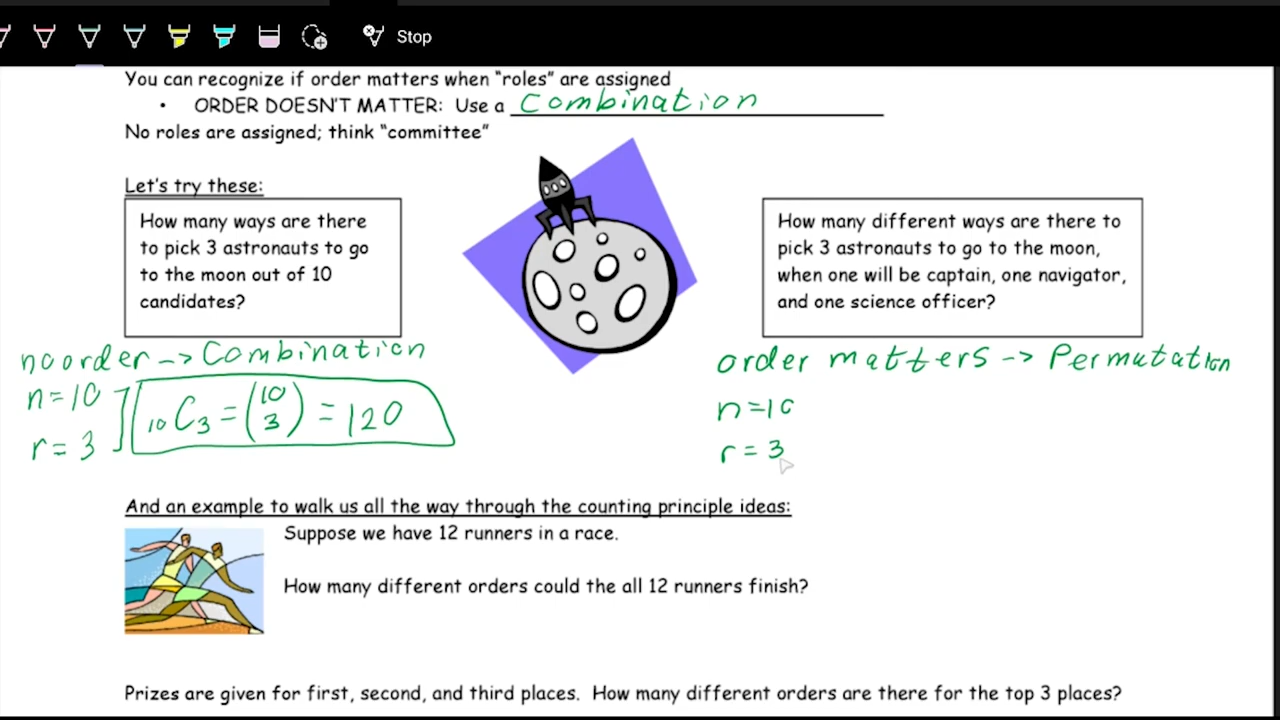 Stop
You can recognize if order matters when “roles” are assigned
• ORDER DOESN'T MATTER: Use a combination
No roles are assigned; think “committee”
Let's try these:
How many ways are there
to pick 3 astronauts to go
to the moon out of 10
candidates?
How many different ways are there to
pick 3 astronauts to go to the moon,
when one will be captain, one navigator,
and one science officer?
no order → Combination
n = 10
r = 3
₁₀C₃ = (10 3) = 120
order matters → Permutation
n = 10
r = 3
And an example to walk us all the way through the counting principle ideas:
Suppose we have 12 runners in a race.
How many different orders could the all 12 runners finish?
Prizes are given for first, second, and third places. How many different orders are there for the top 3 places?